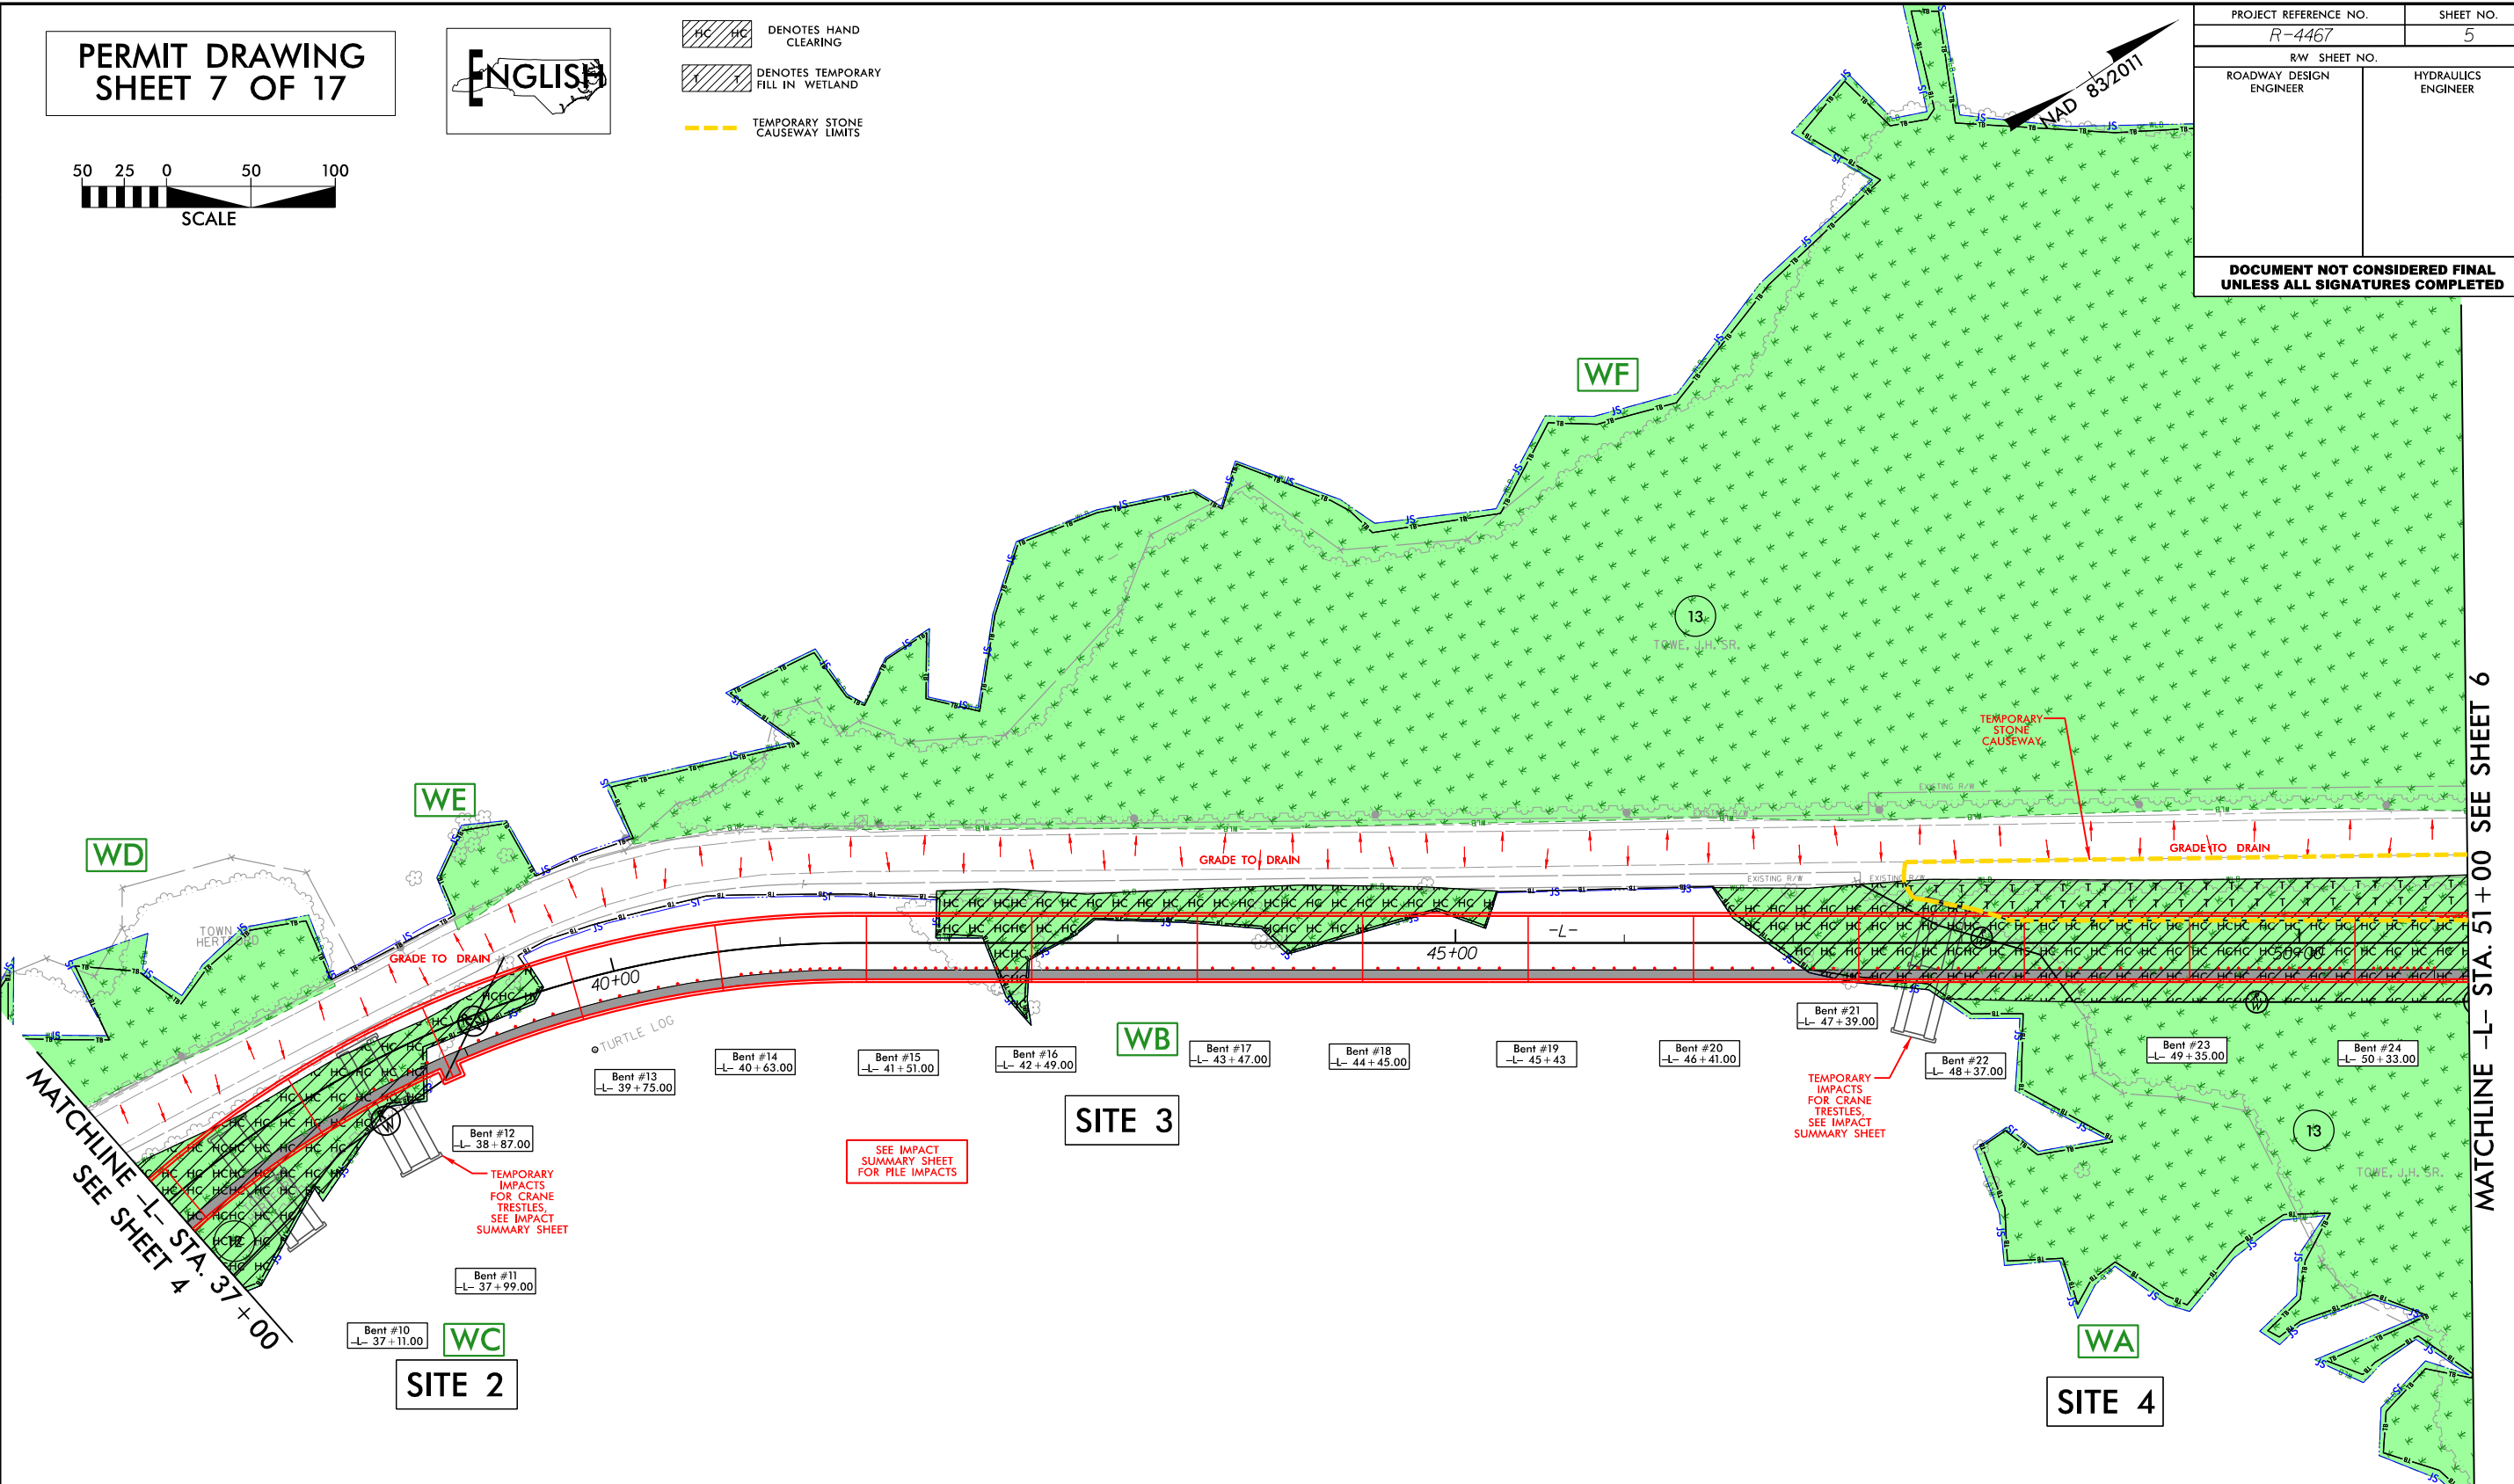 PERMIT DRAWING
SHEET 7 OF 17
ENGLISH
HC HC
DENOTES HAND
CLEARING
T T
DENOTES TEMPORARY
FILL IN WETLAND
TEMPORARY STONE
CAUSEWAY LIMITS
50 25 0 50 100
SCALE
NAD 83/2011
PROJECT REFERENCE NO.
R-4467
SHEET NO.
5
R/W SHEET NO.
ROADWAY DESIGN
ENGINEER
HYDRAULICS
ENGINEER
DOCUMENT NOT CONSIDERED FINAL
UNLESS ALL SIGNATURES COMPLETED
WF
13
TOWE, J.H. SR.
TEMPORARY
STONE
CAUSEWAY
EXISTING R/W
WE
WD
TOWN
HERTFORD
GRADE TO DRAIN
GRADE TO DRAIN
GRADE TO DRAIN
EXISTING R/W
EXISTING R/W
40+00
45+00
-L-
50+00
TURTLE LOG
MATCHLINE -L- STA. 37+00
SEE SHEET 4
MATCHLINE -L- STA. 51+00 SEE SHEET 6
12
Bent #10
-L- 37+11.00
Bent #11
-L- 37+99.00
Bent #12
-L- 38+87.00
Bent #13
-L- 39+75.00
Bent #14
-L- 40+63.00
Bent #15
-L- 41+51.00
Bent #16
-L- 42+49.00
Bent #17
-L- 43+47.00
Bent #18
-L- 44+45.00
Bent #19
-L- 45+43
Bent #20
-L- 46+41.00
Bent #21
-L- 47+39.00
Bent #22
-L- 48+37.00
Bent #23
-L- 49+35.00
Bent #24
-L- 50+33.00
WB
SITE 3
SEE IMPACT
SUMMARY SHEET
FOR PILE IMPACTS
TEMPORARY
IMPACTS
FOR CRANE
TRESTLES,
SEE IMPACT
SUMMARY SHEET
TEMPORARY
IMPACTS
FOR CRANE
TRESTLES,
SEE IMPACT
SUMMARY SHEET
13
TOWE, J.H. SR.
WC
SITE 2
WA
SITE 4